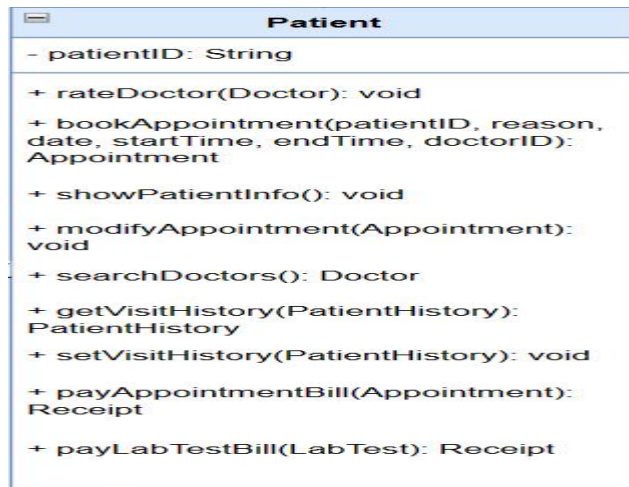 Patient
- patientID: String
+ rateDoctor(Doctor): void
+ bookAppointment(patientID, reason,
date, startTime, endTime, doctorID):
Appointment
+ showPatientInfo(): void
+ modifyAppointment(Appointment):
void
+ searchDoctors(): Doctor
+ getVisitHistory(PatientHistory):
PatientHistory
+ setVisitHistory(PatientHistory): void
+ payAppointmentBill(Appointment):
Receipt
+ payLabTestBill(LabTest): Receipt